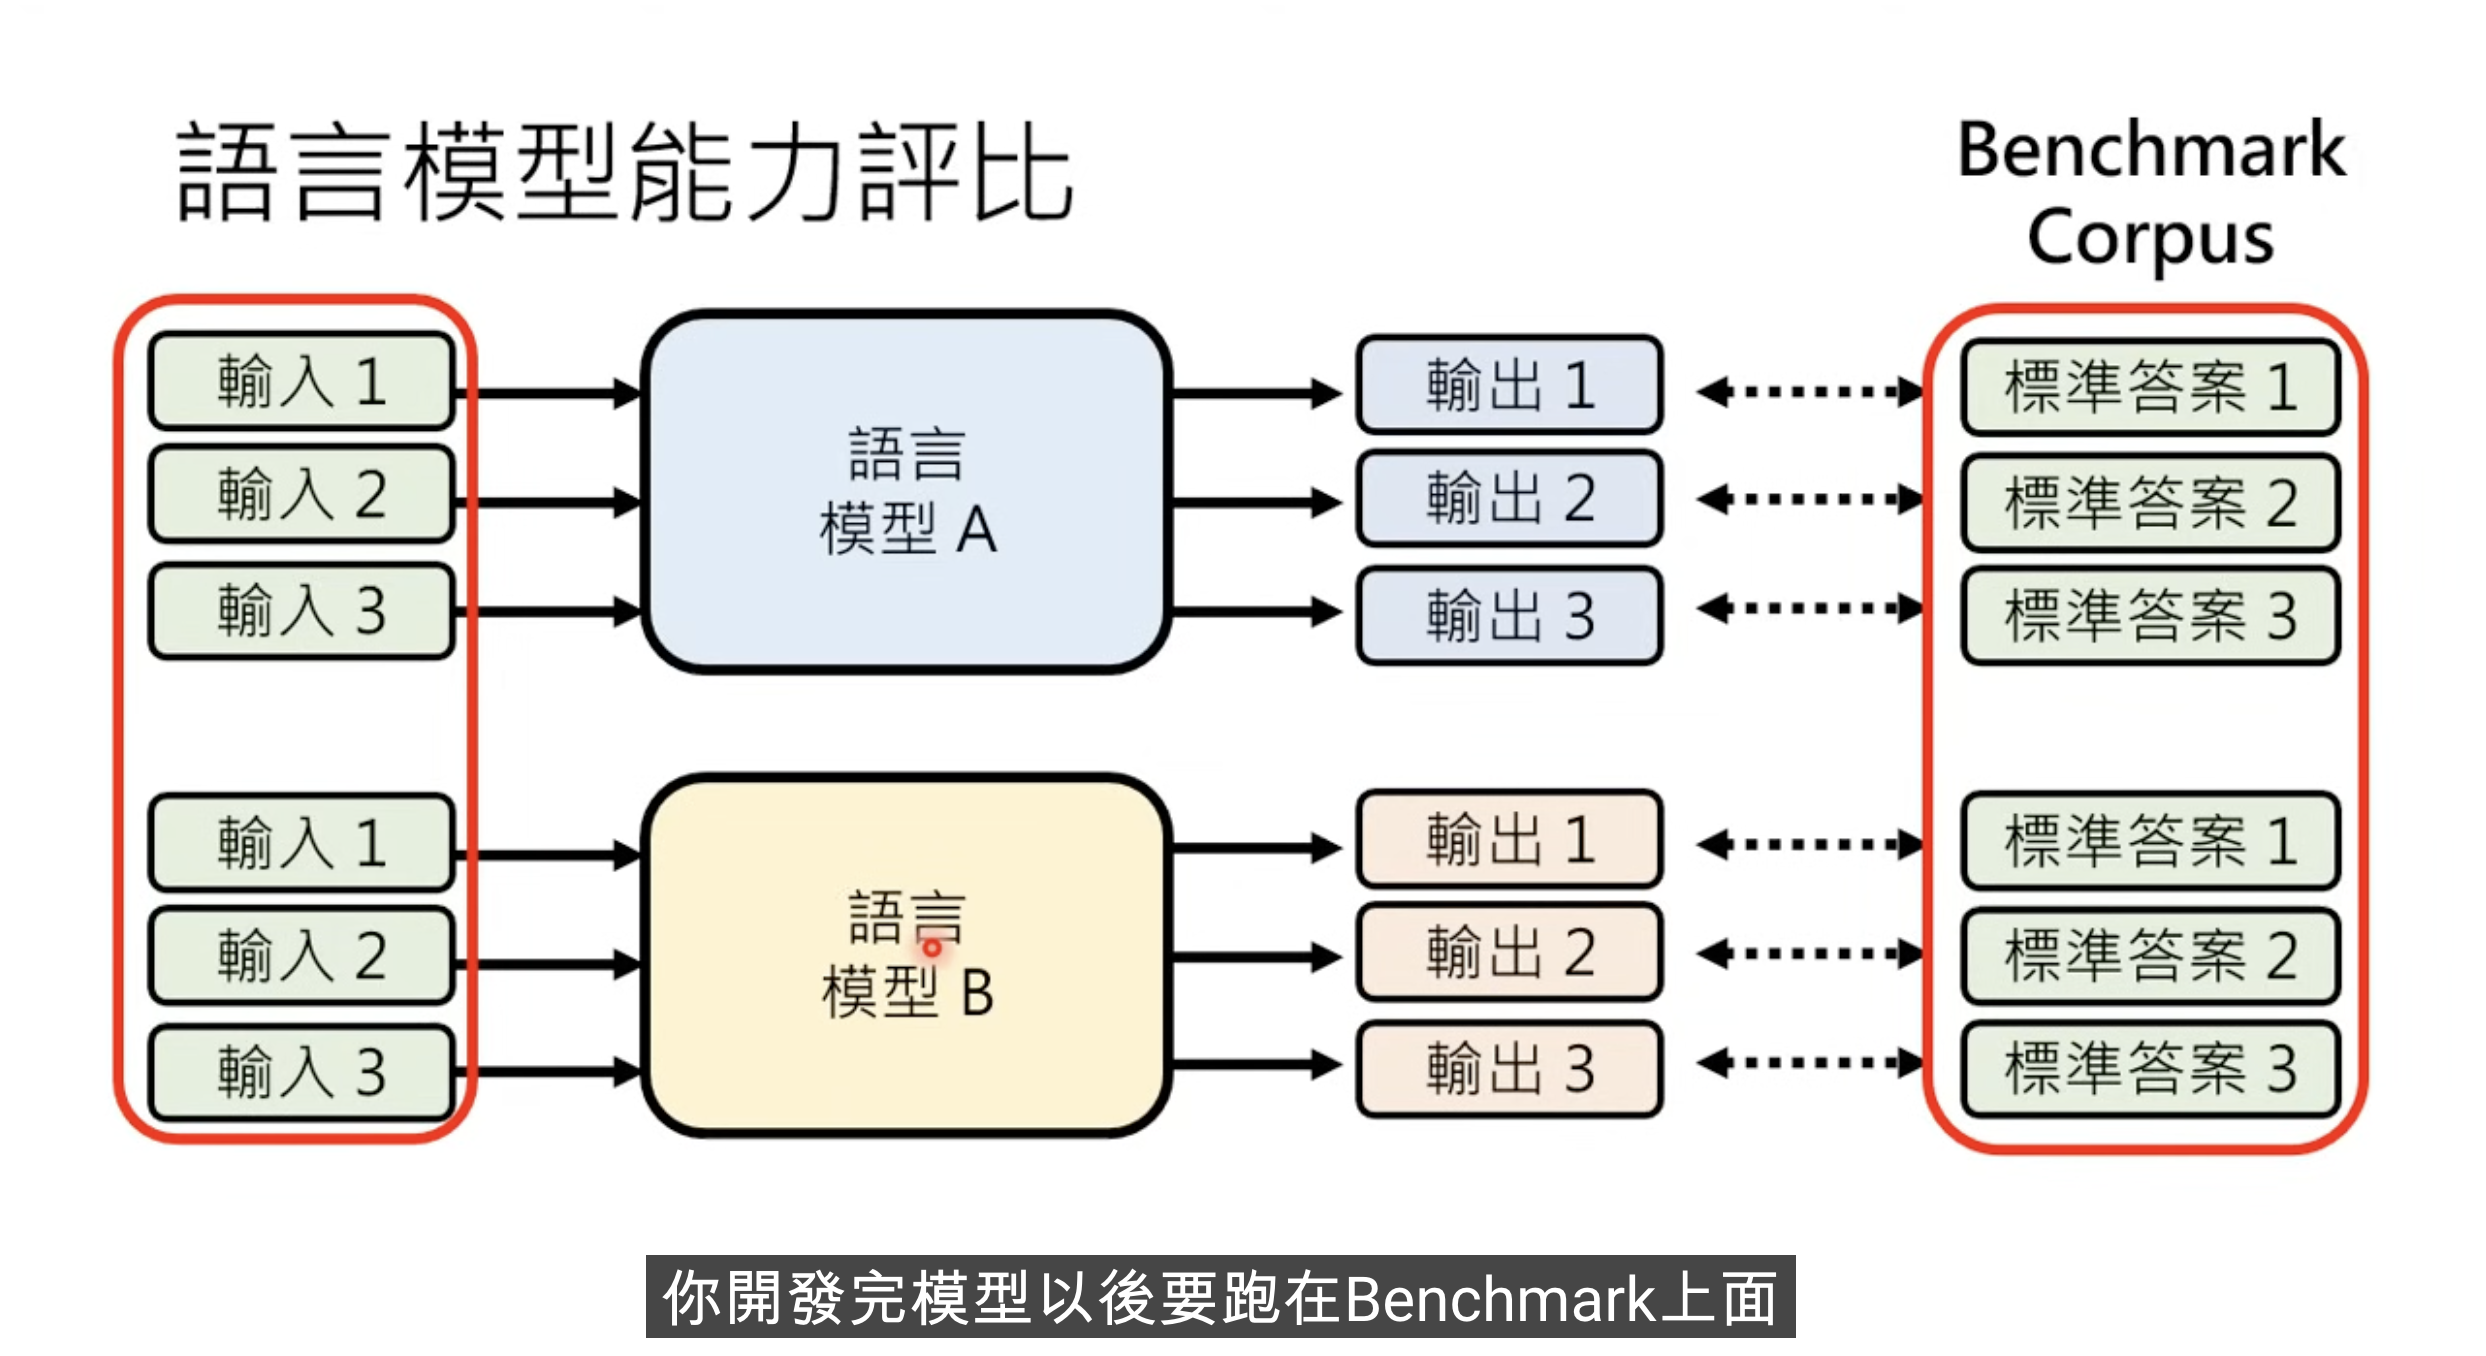 語言模型能力評比
Benchmark
Corpus
輸入 1
輸入 2
輸入 3
語言
模型 A
輸出 1
輸出 2
輸出 3
標準答案 1
標準答案 2
標準答案 3
輸入 1
輸入 2
輸入 3
語言
模型 B
輸出 1
輸出 2
輸出 3
標準答案 1
標準答案 2
標準答案 3
你開發完模型以後要跑在Benchmark上面